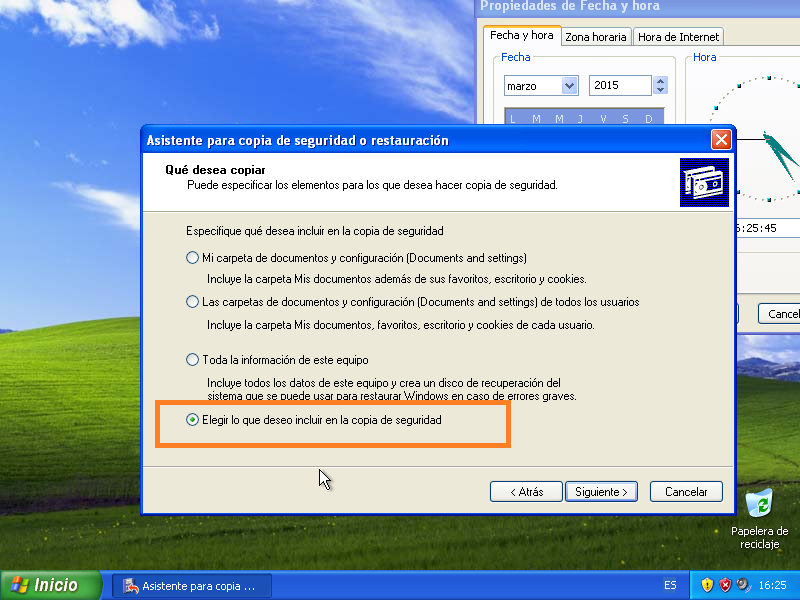 Propiedades de Fecha y hora
Fecha y hora
Zona horaria
Hora de Internet
Fecha
Hora
marzo
2015
L M M J V S D
:25:45
Cancel
Asistente para copia de seguridad o restauración
Qué desea copiar
Puede especificar los elementos para los que desea hacer copia de seguridad.
Especifique qué desea incluir en la copia de seguridad
Mi carpeta de documentos y configuración (Documents and settings)
Incluye la carpeta Mis documentos además de sus favoritos, escritorio y cookies.
Las carpetas de documentos y configuración (Documents and settings) de todos los usuarios
Incluye la carpeta Mis documentos, favoritos, escritorio y cookies de cada usuario.
Toda la información de este equipo
Incluye todos los datos de este equipo y crea un disco de recuperación del
sistema que se puede usar para restaurar Windows en caso de errores graves.
Elegir lo que deseo incluir en la copia de seguridad
< Atrás
Siguiente >
Cancelar
Papelera de
reciclaje
Inicio
Asistente para copia ...
ES
16:25